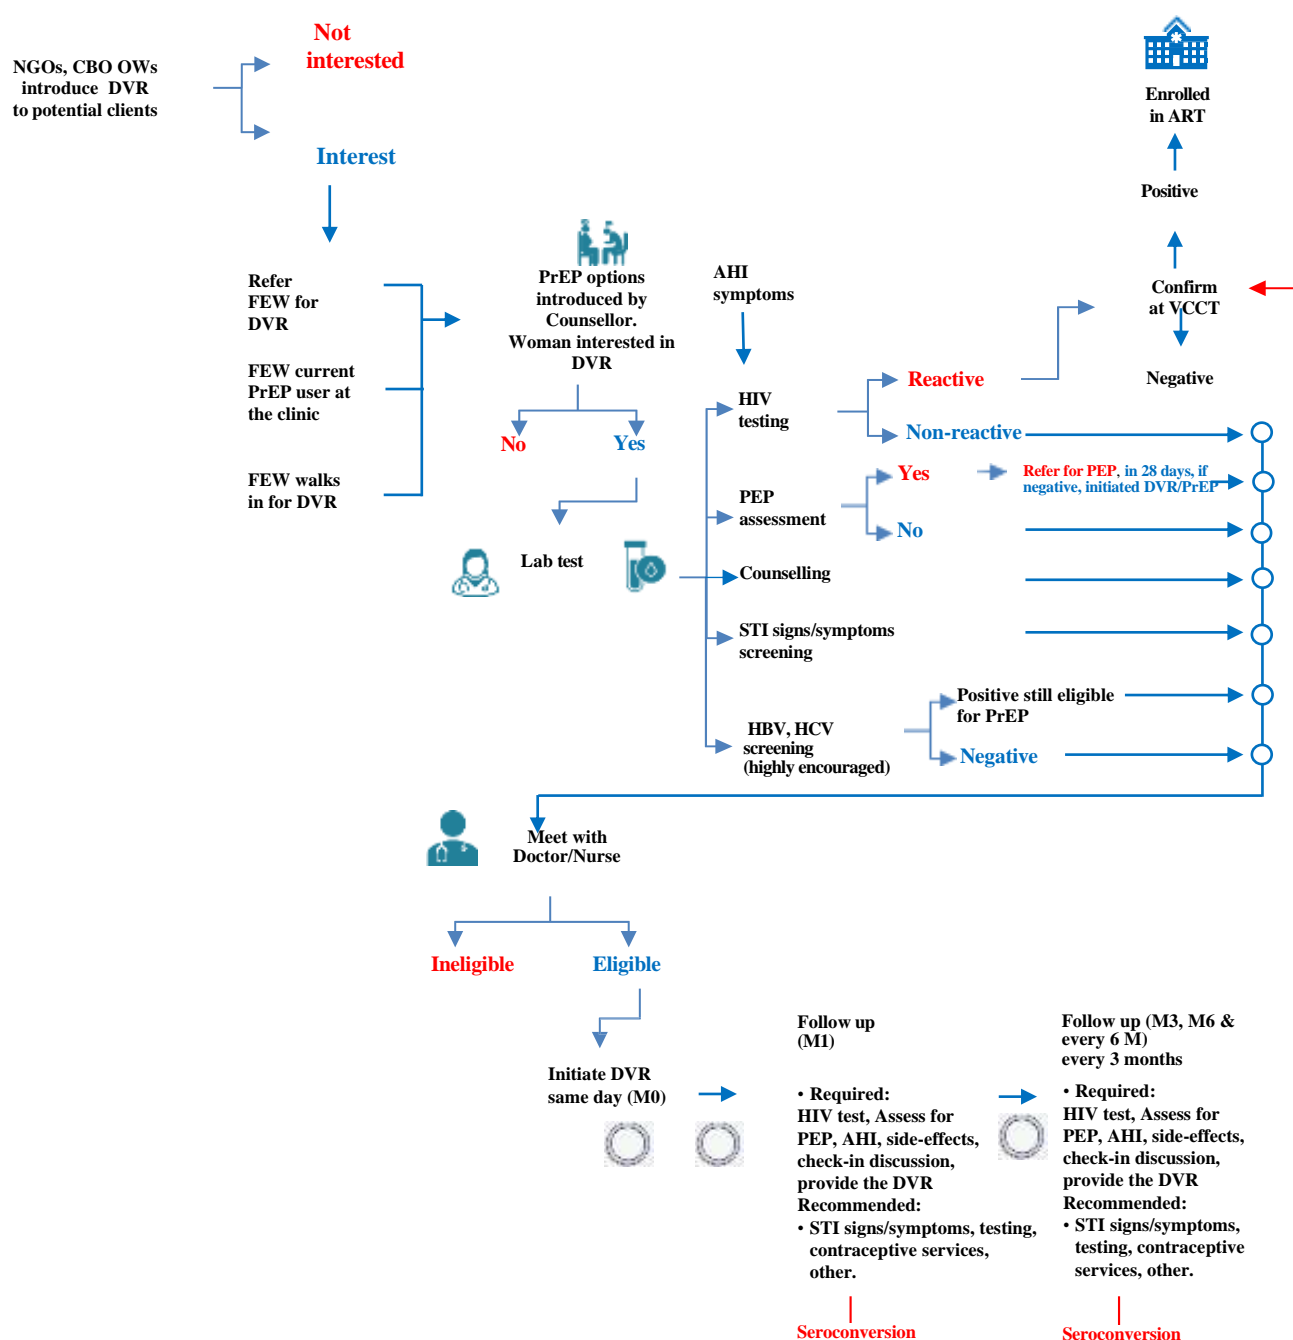 NGOs, CBO OWs
introduce DVR
to potential clients
Not
interested
Interest
Refer
FEW for
DVR
FEW current
PrEP user at
the clinic
FEW walks
in for DVR
PrEP options
introduced by
Counsellor.
Woman interested in
DVR
No
Yes
Lab test
AHI
symptoms
HIV
testing
Reactive
Non-reactive
Enrolled
in ART
Positive
Confirm
at VCCT
Negative
PEP
assessment
Yes
No
Refer for PEP, in 28 days, if
negative, initiated DVR/PrEP
Counselling
STI signs/symptoms
screening
HBV, HCV
screening
(highly encouraged)
Positive still eligible
for PrEP
Negative
Meet with
Doctor/Nurse
Ineligible
Eligible
Initiate DVR
same day (M0)
Follow up
(M1)
• Required:
HIV test, Assess for
PEP, AHI, side-effects,
check-in discussion,
provide the DVR
Recommended:
• STI signs/symptoms, testing,
contraceptive services,
other.
Seroconversion
Follow up (M3, M6 &
every 6 M)
every 3 months
• Required:
HIV test, Assess for
PEP, AHI, side-effects,
check-in discussion,
provide the DVR
Recommended:
• STI signs/symptoms,
testing, contraceptive
services, other.
Seroconversion